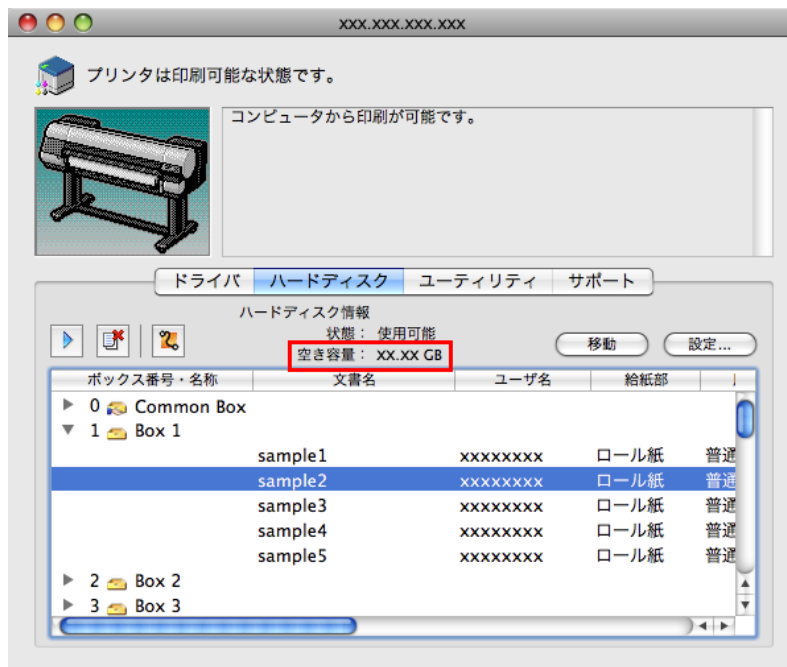 xxx.xxx.xxx.xxx
プリンタは印刷可能な状態です。
コンピュータから印刷が可能です。
ドライバ ハードディスク ユーティリティ サポート
ハードディスク情報
状態： 使用可能
空き容量： XX.XX GB
移動 設定...
ボックス番号・名称 文書名 ユーザ名 給紙部
0 Common Box
1 Box 1
sample1 xxxxxxxx ロール紙 普通
sample2 xxxxxxxx ロール紙 普通
sample3 xxxxxxxx ロール紙 普通
sample4 xxxxxxxx ロール紙 普通
sample5 xxxxxxxx ロール紙 普通
2 Box 2
3 Box 3